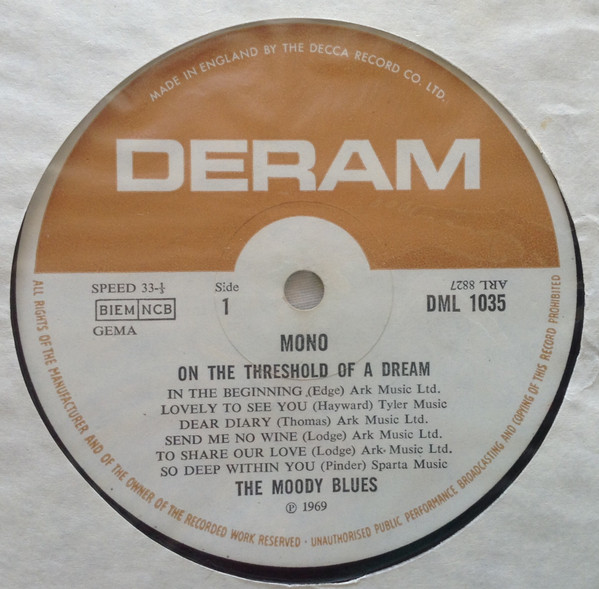 MADE IN ENGLAND BY THE DECCA RECORD CO. LTD.
DERAM
SPEED 33-⅓
BIEM NCB
GEMA
Side
1
ARL 8827
DML 1035
MONO
ON THE THRESHOLD OF A DREAM
IN THE BEGINNING (Edge) Ark Music Ltd.
LOVELY TO SEE YOU (Hayward) Tyler Music
DEAR DIARY (Thomas) Ark Music Ltd.
SEND ME NO WINE (Lodge) Ark Music Ltd.
TO SHARE OUR LOVE (Lodge) Ark Music Ltd.
SO DEEP WITHIN YOU (Pinder) Sparta Music
THE MOODY BLUES
℗ 1969
ALL RIGHTS OF THE MANUFACTURER AND OF THE OWNER OF THE RECORDED WORK RESERVED · UNAUTHORISED PUBLIC PERFORMANCE BROADCASTING AND COPYING OF THIS RECORD PROHIBITED